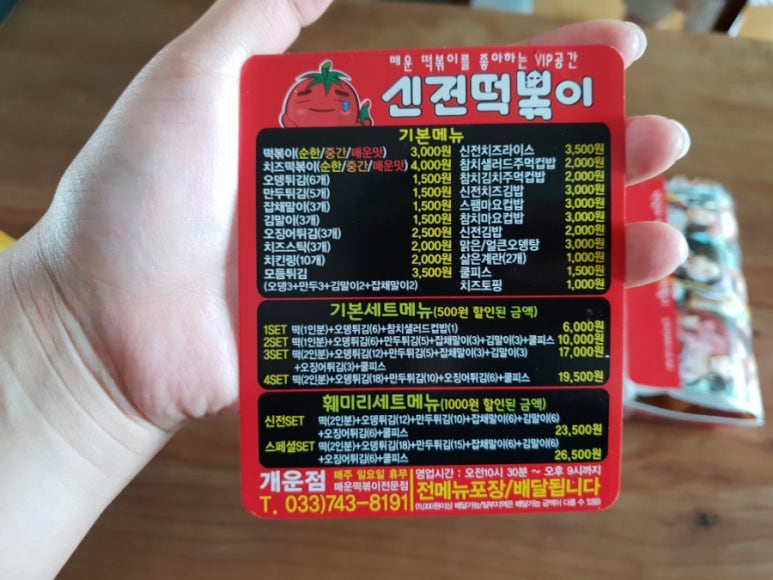 매운 떡볶이를 좋아하는 VIP공간
신전떡볶이
기본메뉴
떡볶이(순한/중간/매운맛) 3,000원
치즈떡볶이(순한/중간/매운맛) 4,000원
오뎅튀김(6개) 1,500원
만두튀김(5개) 1,500원
잡채말이(3개) 1,500원
김말이(3개) 1,500원
오징어튀김(3개) 2,500원
치즈스틱(3개) 2,000원
치킨링(10개) 2,000원
모듬튀김 3,500원
(오뎅3+만두3+김말이2+잡채말이2)
신전치즈라이스 3,500원
참치샐러드주먹컵밥 2,000원
참치김치주먹컵밥 2,000원
신전치즈김밥 3,000원
스팸마요컵밥 3,000원
참치마요컵밥 3,000원
신전김밥 2,000원
맑은/얼큰오뎅탕 3,000원
삶은계란(2개) 1,000원
쿨피스 1,500원
치즈토핑 1,000원
기본세트메뉴(500원 할인된 금액)
1SET 떡(1인분)+오뎅튀김(6)+참치샐러드컵밥(1) 6,000원
2SET 떡(1인분)+오뎅튀김(6)+만두튀김(5)+잡채말이(3)+김말이(3)+쿨피스 10,000원
3SET 떡(2인분)+오뎅튀김(12)+만두튀김(5)+잡채말이(3)+김말이(3) 17,000원
+오징어튀김(3)+쿨피스
4SET 떡(2인분)+오뎅튀김(18)+만두튀김(10)+오징어튀김(6)+쿨피스 19,500원
훼미리세트메뉴(1000원 할인된 금액)
신전SET 떡(2인분)+오뎅튀김(12)+만두튀김(10)+잡채말이(6)+김말이(6)
+오징어튀김(6)+쿨피스 23,500원
스페셜SET 떡(2인분)+오뎅튀김(18)+만두튀김(15)+잡채말이(6)+김말이(6)
+오징어튀김(6)+쿨피스 26,500원
개운점 매주 일요일 휴무
매운떡볶이전문점
T. 033)743-8191
영업시간 : 오전10시 30분 ~ 오후 9시까지
전메뉴포장/배달됩니다
(11,000원이상 배달가능/일부지역은 배달가능 금액이 다를 수 있음)